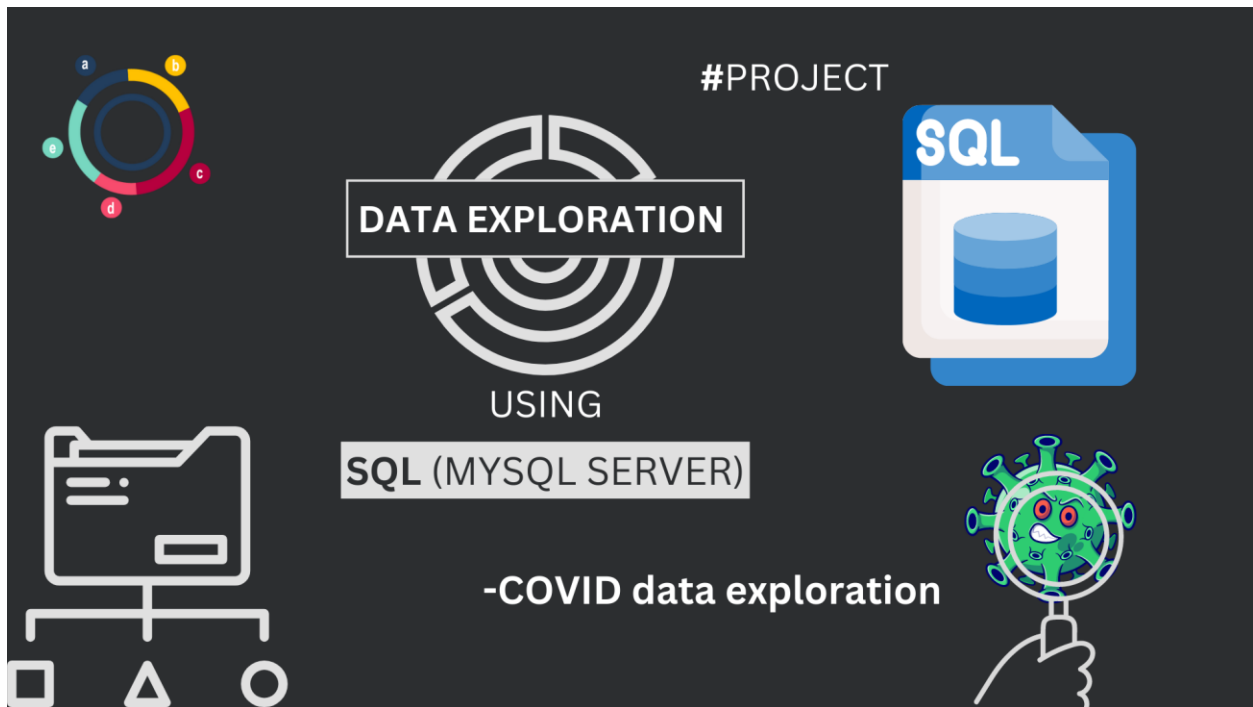 #PROJECT
a
b
c
d
e
SQL
DATA EXPLORATION
USING
SQL (MYSQL SERVER)
-COVID data exploration